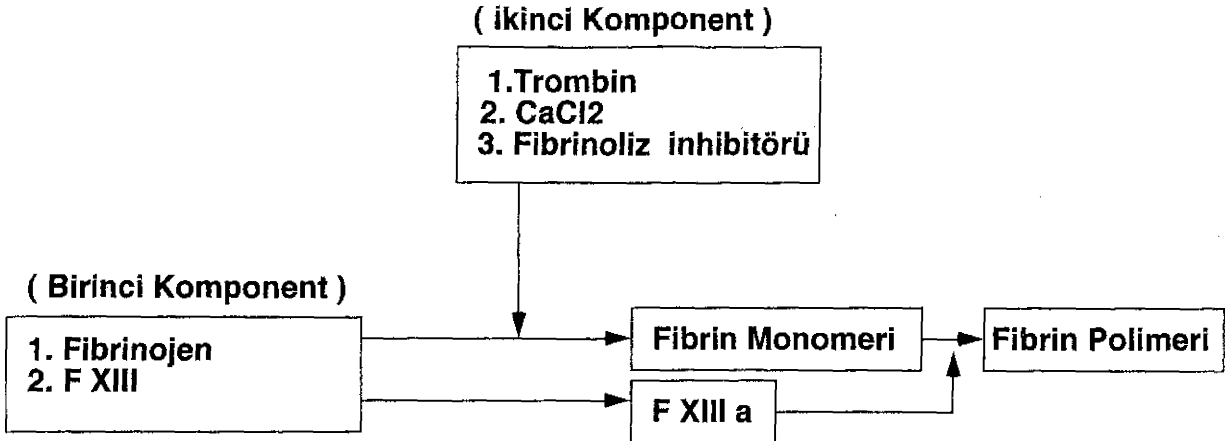 ( ikinci Komponent )
1.Trombin
2. CaCl2
3. Fibrinoliz inhibitörü
( Birinci Komponent )
1. Fibrinojen
2. F XIII
Fibrin Monomeri
Fibrin Polimeri
F XIII a